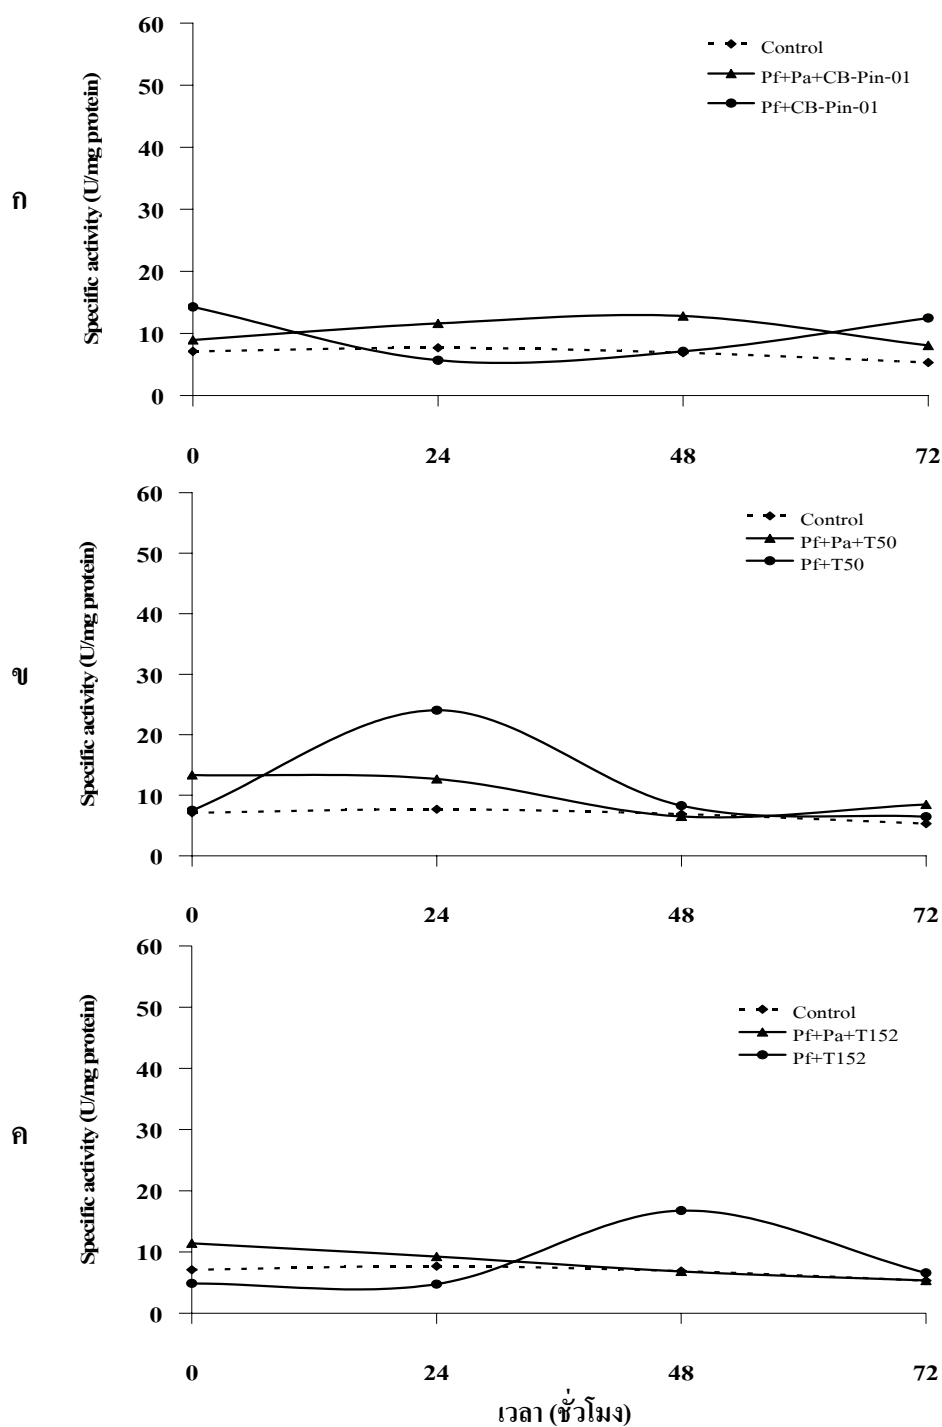 60
50
40
30
20
10
0
Specific activity (U/mg protein)
ก
Control
Pf+Pa+CB-Pin-01
Pf+CB-Pin-01
0 24 48 72
60
50
40
30
20
10
0
Specific activity (U/mg protein)
ข
Control
Pf+Pa+T50
Pf+T50
0 24 48 72
60
50
40
30
20
10
0
Specific activity (U/mg protein)
ค
Control
Pf+Pa+T152
Pf+T152
0 24 48 72
เวลา (ชั่วโมง)